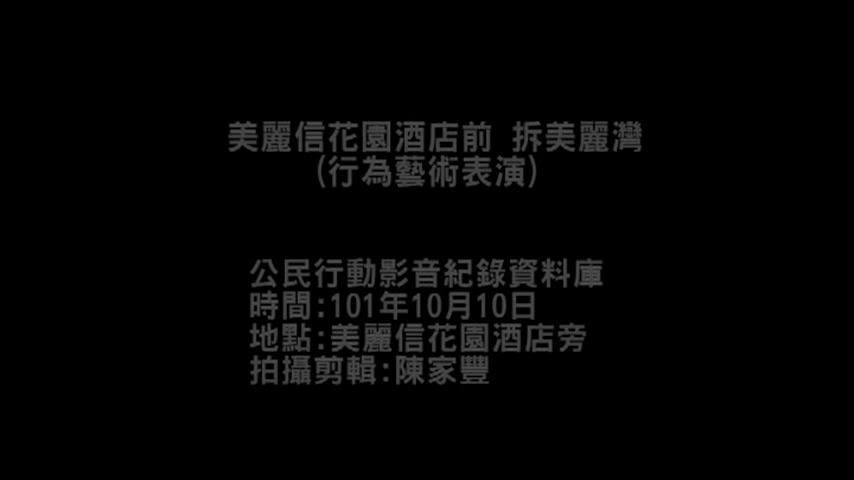 美麗信花園酒店前 拆美麗灣
(行為藝術表演)
公民行動影音紀錄資料庫
時間:101年10月10日
地點:美麗信花園酒店旁
拍攝剪輯:陳家豐